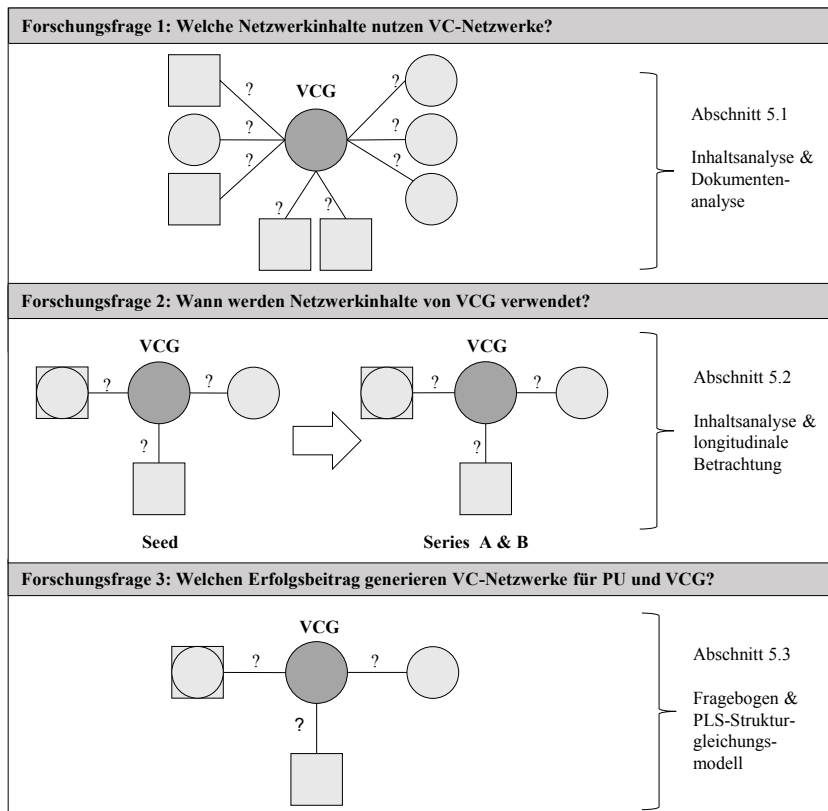 Forschungsfrage 1: Welche Netzwerkinhalte nutzen VC-Netzwerke?
VCG
?
?
?
?
?
?
?
?
Abschnitt 5.1
Inhaltsanalyse &
Dokumenten-
analyse
Forschungsfrage 2: Wann werden Netzwerkinhalte von VCG verwendet?
VCG
?
?
?
Seed
VCG
?
?
?
Series A & B
Abschnitt 5.2
Inhaltsanalyse &
longitudinale
Betrachtung
Forschungsfrage 3: Welchen Erfolgsbeitrag generieren VC-Netzwerke für PU und VCG?
VCG
?
?
?
Abschnitt 5.3
Fragebogen &
PLS-Struktur-
gleichungs-
modell